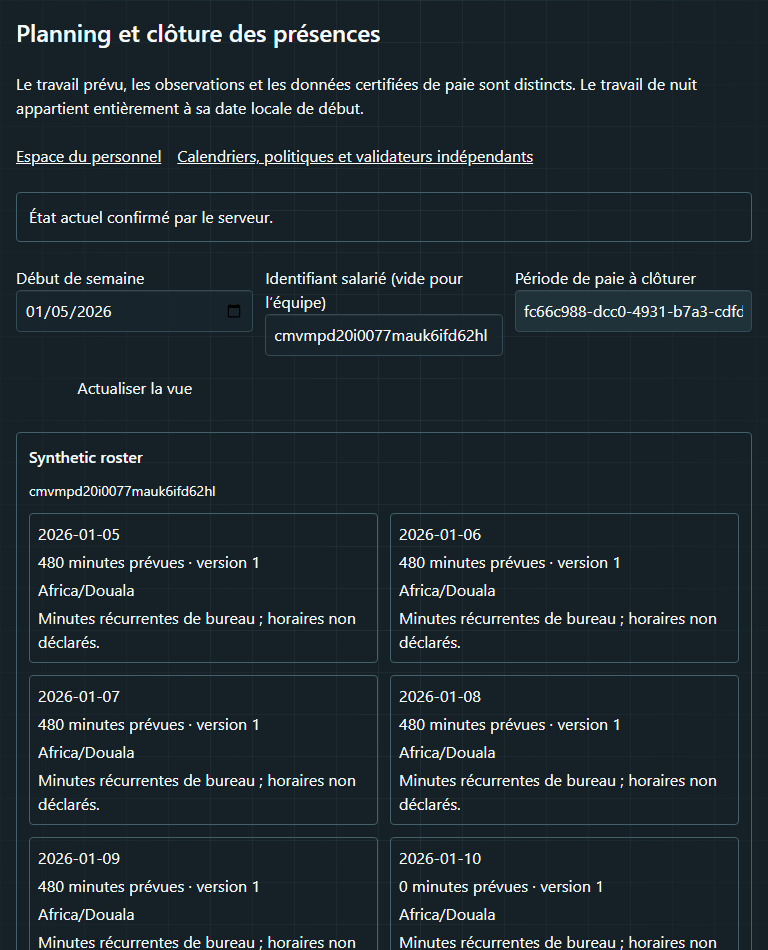 Planning et clôture des présences
Le travail prévu, les observations et les données certifiées de paie sont distincts. Le travail de nuit
appartient entièrement à sa date locale de début.
Espace du personnel Calendriers, politiques et validateurs indépendants
État actuel confirmé par le serveur.
Début de semaine
01/05/2026
Identifiant salarié (vide pour
l’équipe)
cmvmpd20i0077mauk6ifd62hl
Période de paie à clôturer
fc66c988-dcc0-4931-b7a3-cdfd
Actualiser la vue
Synthetic roster
cmvmpd20i0077mauk6ifd62hl
2026-01-05
480 minutes prévues · version 1
Africa/Douala
Minutes récurrentes de bureau ; horaires non
déclarés.
2026-01-06
480 minutes prévues · version 1
Africa/Douala
Minutes récurrentes de bureau ; horaires non
déclarés.
2026-01-07
480 minutes prévues · version 1
Africa/Douala
Minutes récurrentes de bureau ; horaires non
déclarés.
2026-01-08
480 minutes prévues · version 1
Africa/Douala
Minutes récurrentes de bureau ; horaires non
déclarés.
2026-01-09
480 minutes prévues · version 1
Africa/Douala
Minutes récurrentes de bureau ; horaires non
2026-01-10
0 minutes prévues · version 1
Africa/Douala
Minutes récurrentes de bureau ; horaires non